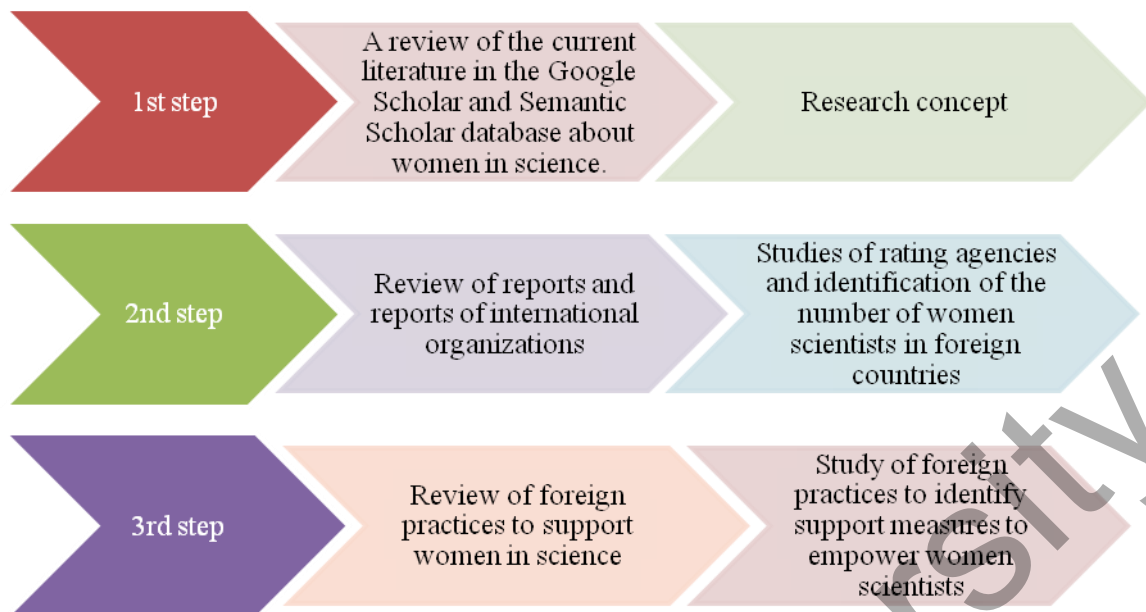 1st step
A review of the current
literature in the Google
Scholar and Semantic
Scholar database about
women in science.
Research concept
2nd step
Review of reports and
reports of international
organizations
Studies of rating agencies
and identification of the
number of women
scientists in foreign
countries
3rd step
Review of foreign
practices to support
women in science
Study of foreign
practices to identify
support measures to
empower women
scientists